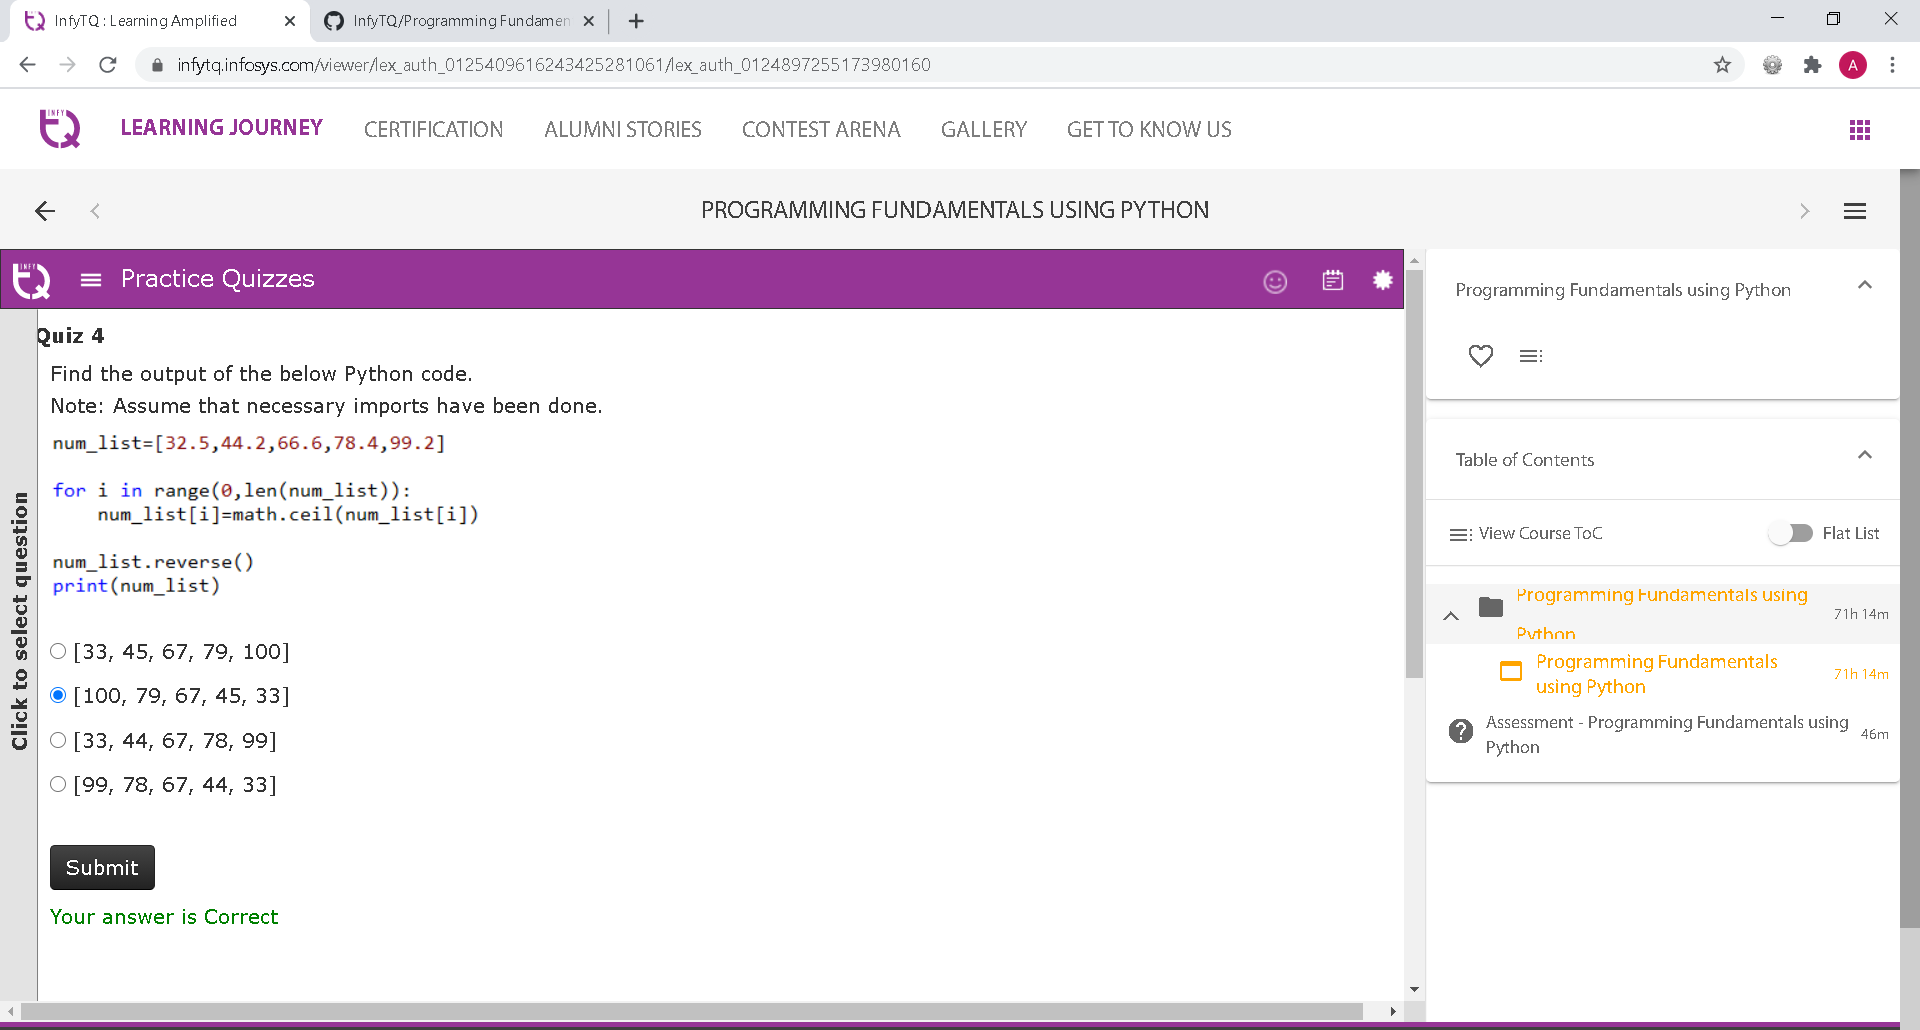 InfyTQ : Learning Amplified
InfyTQ/Programming Fundamen
infytq.infosys.com/viewer/lex_auth_0125409616243425281061/lex_auth_0124897255173980160
A
INFY
TQ
LEARNING JOURNEY
CERTIFICATION
ALUMNI STORIES
CONTEST ARENA
GALLERY
GET TO KNOW US
PROGRAMMING FUNDAMENTALS USING PYTHON
INFY
TQ
Practice Quizzes
Click to select question
Quiz 4
Find the output of the below Python code.
Note: Assume that necessary imports have been done.
num_list=[32.5,44.2,66.6,78.4,99.2]
for i in range(0,len(num_list)):
    num_list[i]=math.ceil(num_list[i])
num_list.reverse()
print(num_list)
[33, 45, 67, 79, 100]
[100, 79, 67, 45, 33]
[33, 44, 67, 78, 99]
[99, 78, 67, 44, 33]
Submit
Your answer is Correct
Programming Fundamentals using Python
Table of Contents
View Course ToC
Flat List
Programming Fundamentals using
Python
71h 14m
Programming Fundamentals
using Python
71h 14m
Assessment - Programming Fundamentals using
Python
46m